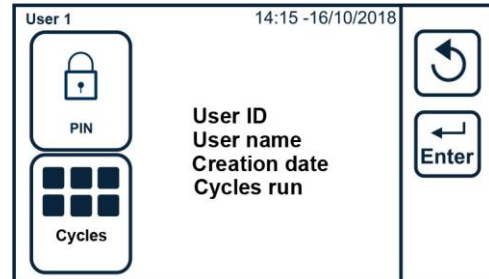 User 1
14:15 -16/10/2018
PIN
User ID
User name
Creation date
Cycles run
Cycles
Enter